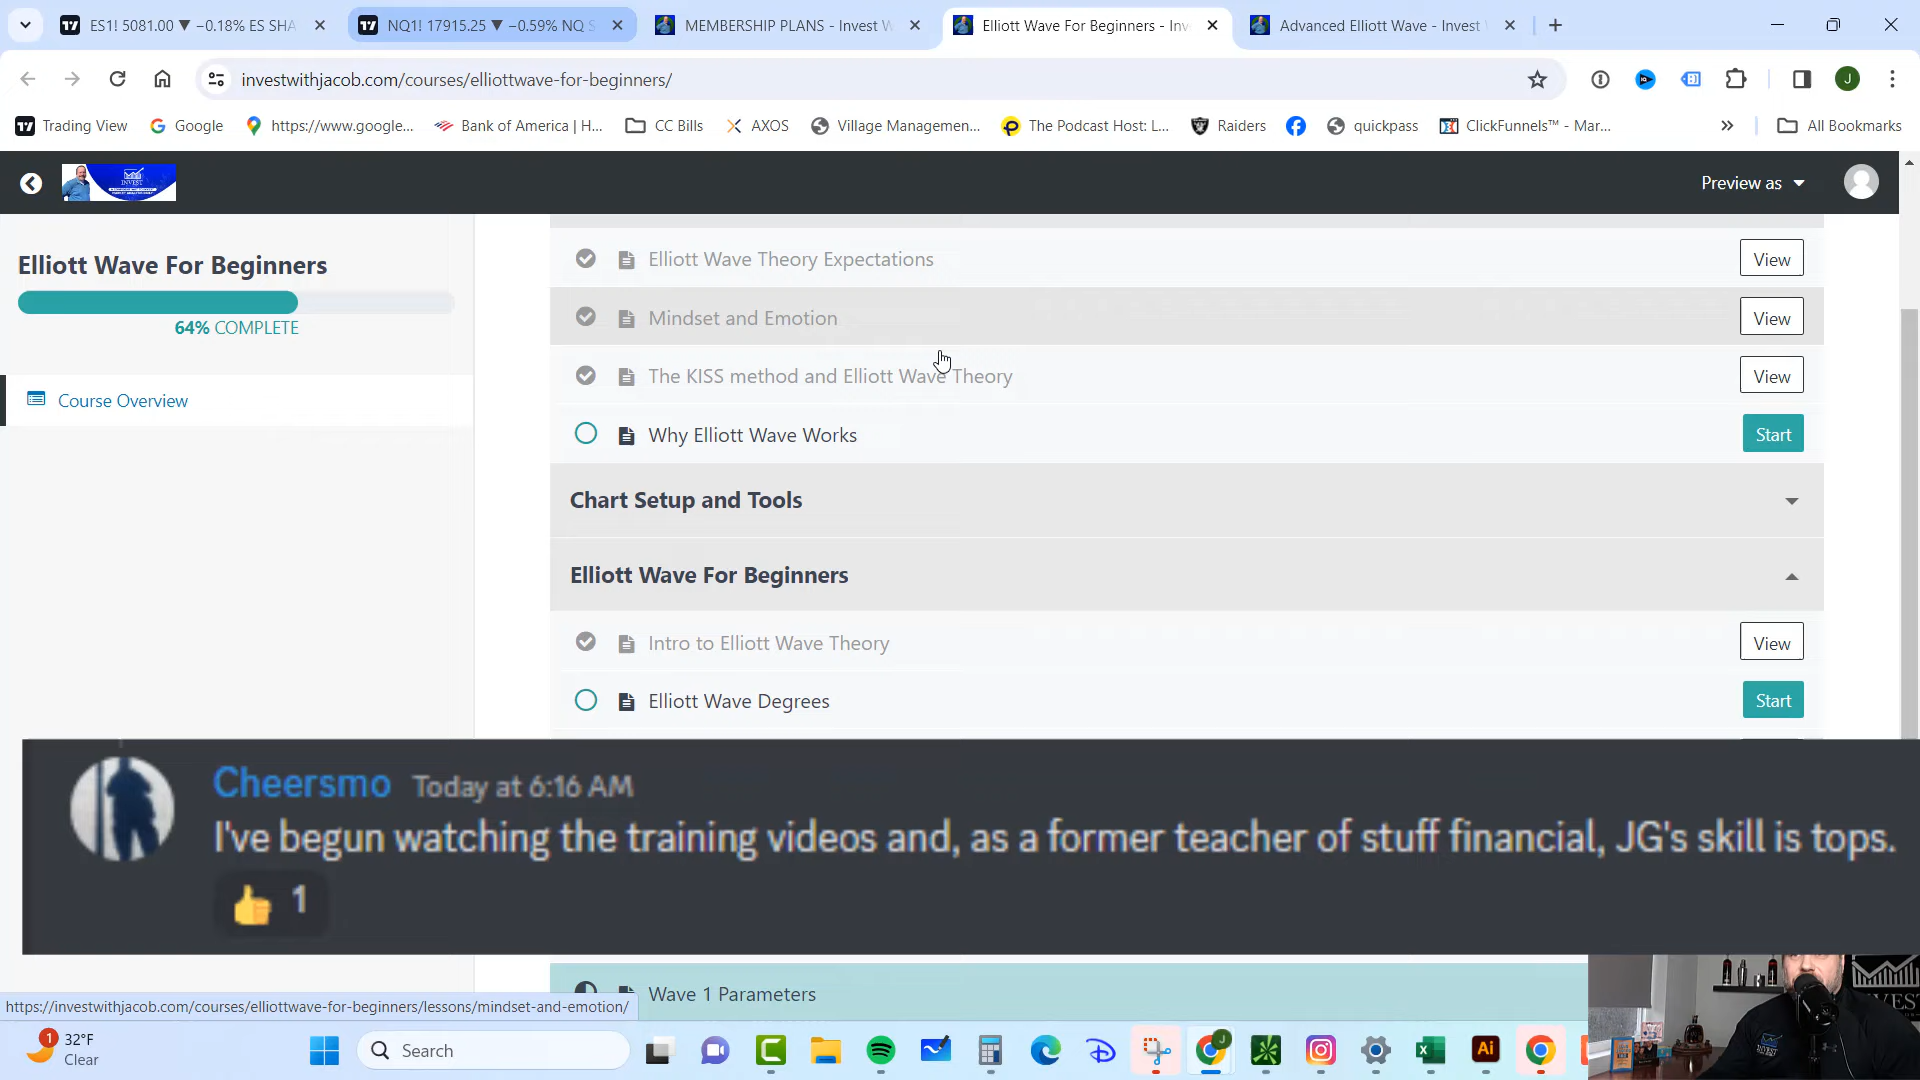 ES1! 5081.00 ▼ −0.18% ES SHA
NQ1! 17915.25 ▼ −0.59% NQ S
MEMBERSHIP PLANS - Invest W
Elliott Wave For Beginners - Inv
Advanced Elliott Wave - Invest
investwithjacob.com/courses/elliottwave-for-beginners/
Trading View
Google
https://www.google...
Bank of America | H...
CC Bills
AXOS
Village Managemen...
The Podcast Host: L...
Raiders
quickpass
ClickFunnels™ - Mar...
»
All Bookmarks
INVEST
Preview as
Elliott Wave For Beginners
64% COMPLETE
Course Overview
Elliott Wave Theory Expectations
View
Mindset and Emotion
View
The KISS method and Elliott Wave Theory
View
Why Elliott Wave Works
Start
Chart Setup and Tools
Elliott Wave For Beginners
Intro to Elliott Wave Theory
View
Elliott Wave Degrees
Start
Cheersmo Today at 6:16 AM
I've begun watching the training videos and, as a former teacher of stuff financial, JG's skill is tops.
1
Wave 1 Parameters
https://investwithjacob.com/courses/elliottwave-for-beginners/lessons/mindset-and-emotion/
1
32°F
Clear
Search
Ai